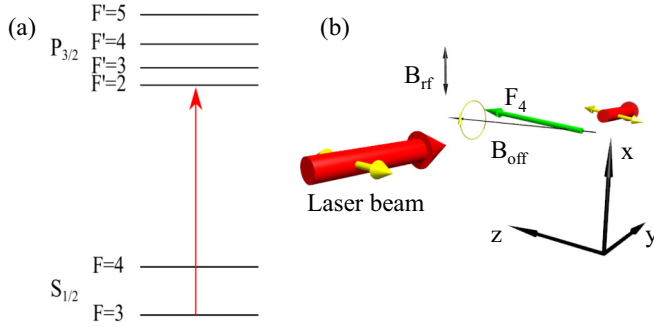 (a)
F'=5
F'=4
P3/2
F'=3
F'=2
F=4
S1/2
F=3
(b)
Brf
F4
Boff
Laser beam
x
z
y